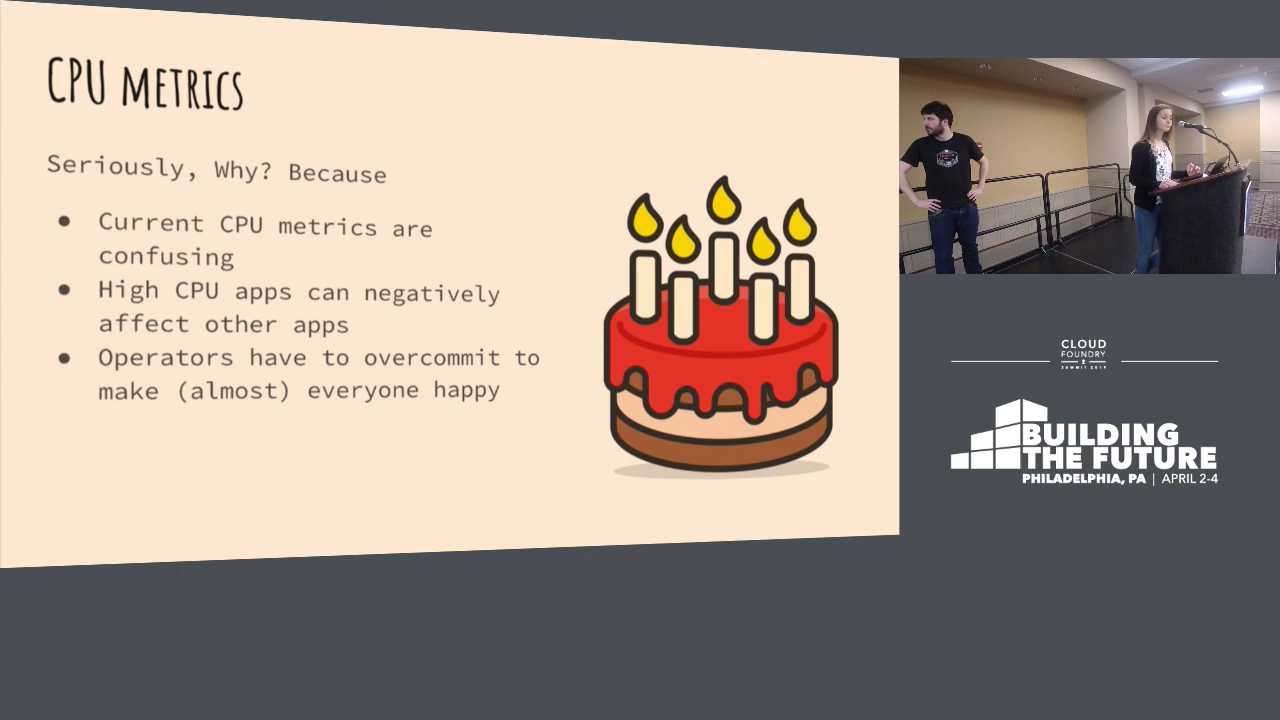 CPU METRICS
Seriously, Why? Because
● Current CPU metrics are
confusing
● High CPU apps can negatively
affect other apps
● Operators have to overcommit to
make (almost) everyone happy
CLOUD
FOUNDRY
SUMMIT 2019
BUILDING
THE FUTURE
PHILADELPHIA, PA | APRIL 2-4